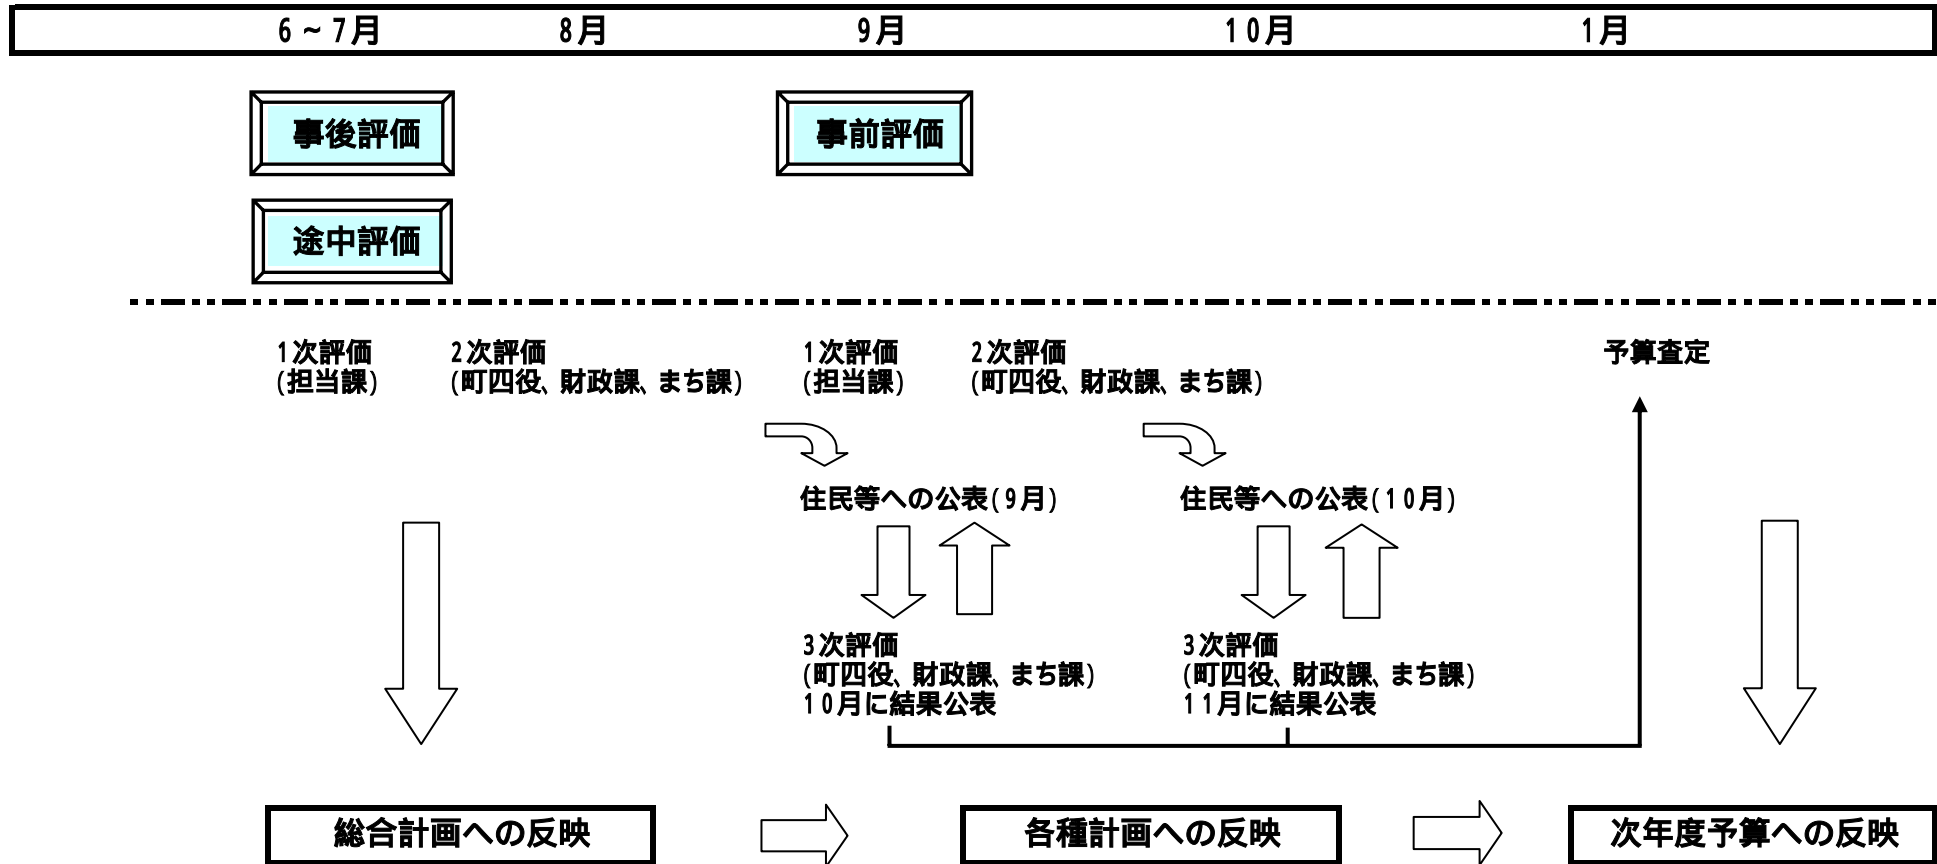 6～7月 8月 9月 10月 1月
事後評価 事前評価
途中評価
1次評価
(担当課)
2次評価
(町四役、財政課、まち課)
1次評価
(担当課)
2次評価
(町四役、財政課、まち課)
予算査定
住民等への公表(9月)
住民等への公表(10月)
3次評価
(町四役、財政課、まち課)
10月に結果公表
3次評価
(町四役、財政課、まち課)
11月に結果公表
総合計画への反映
各種計画への反映
次年度予算への反映